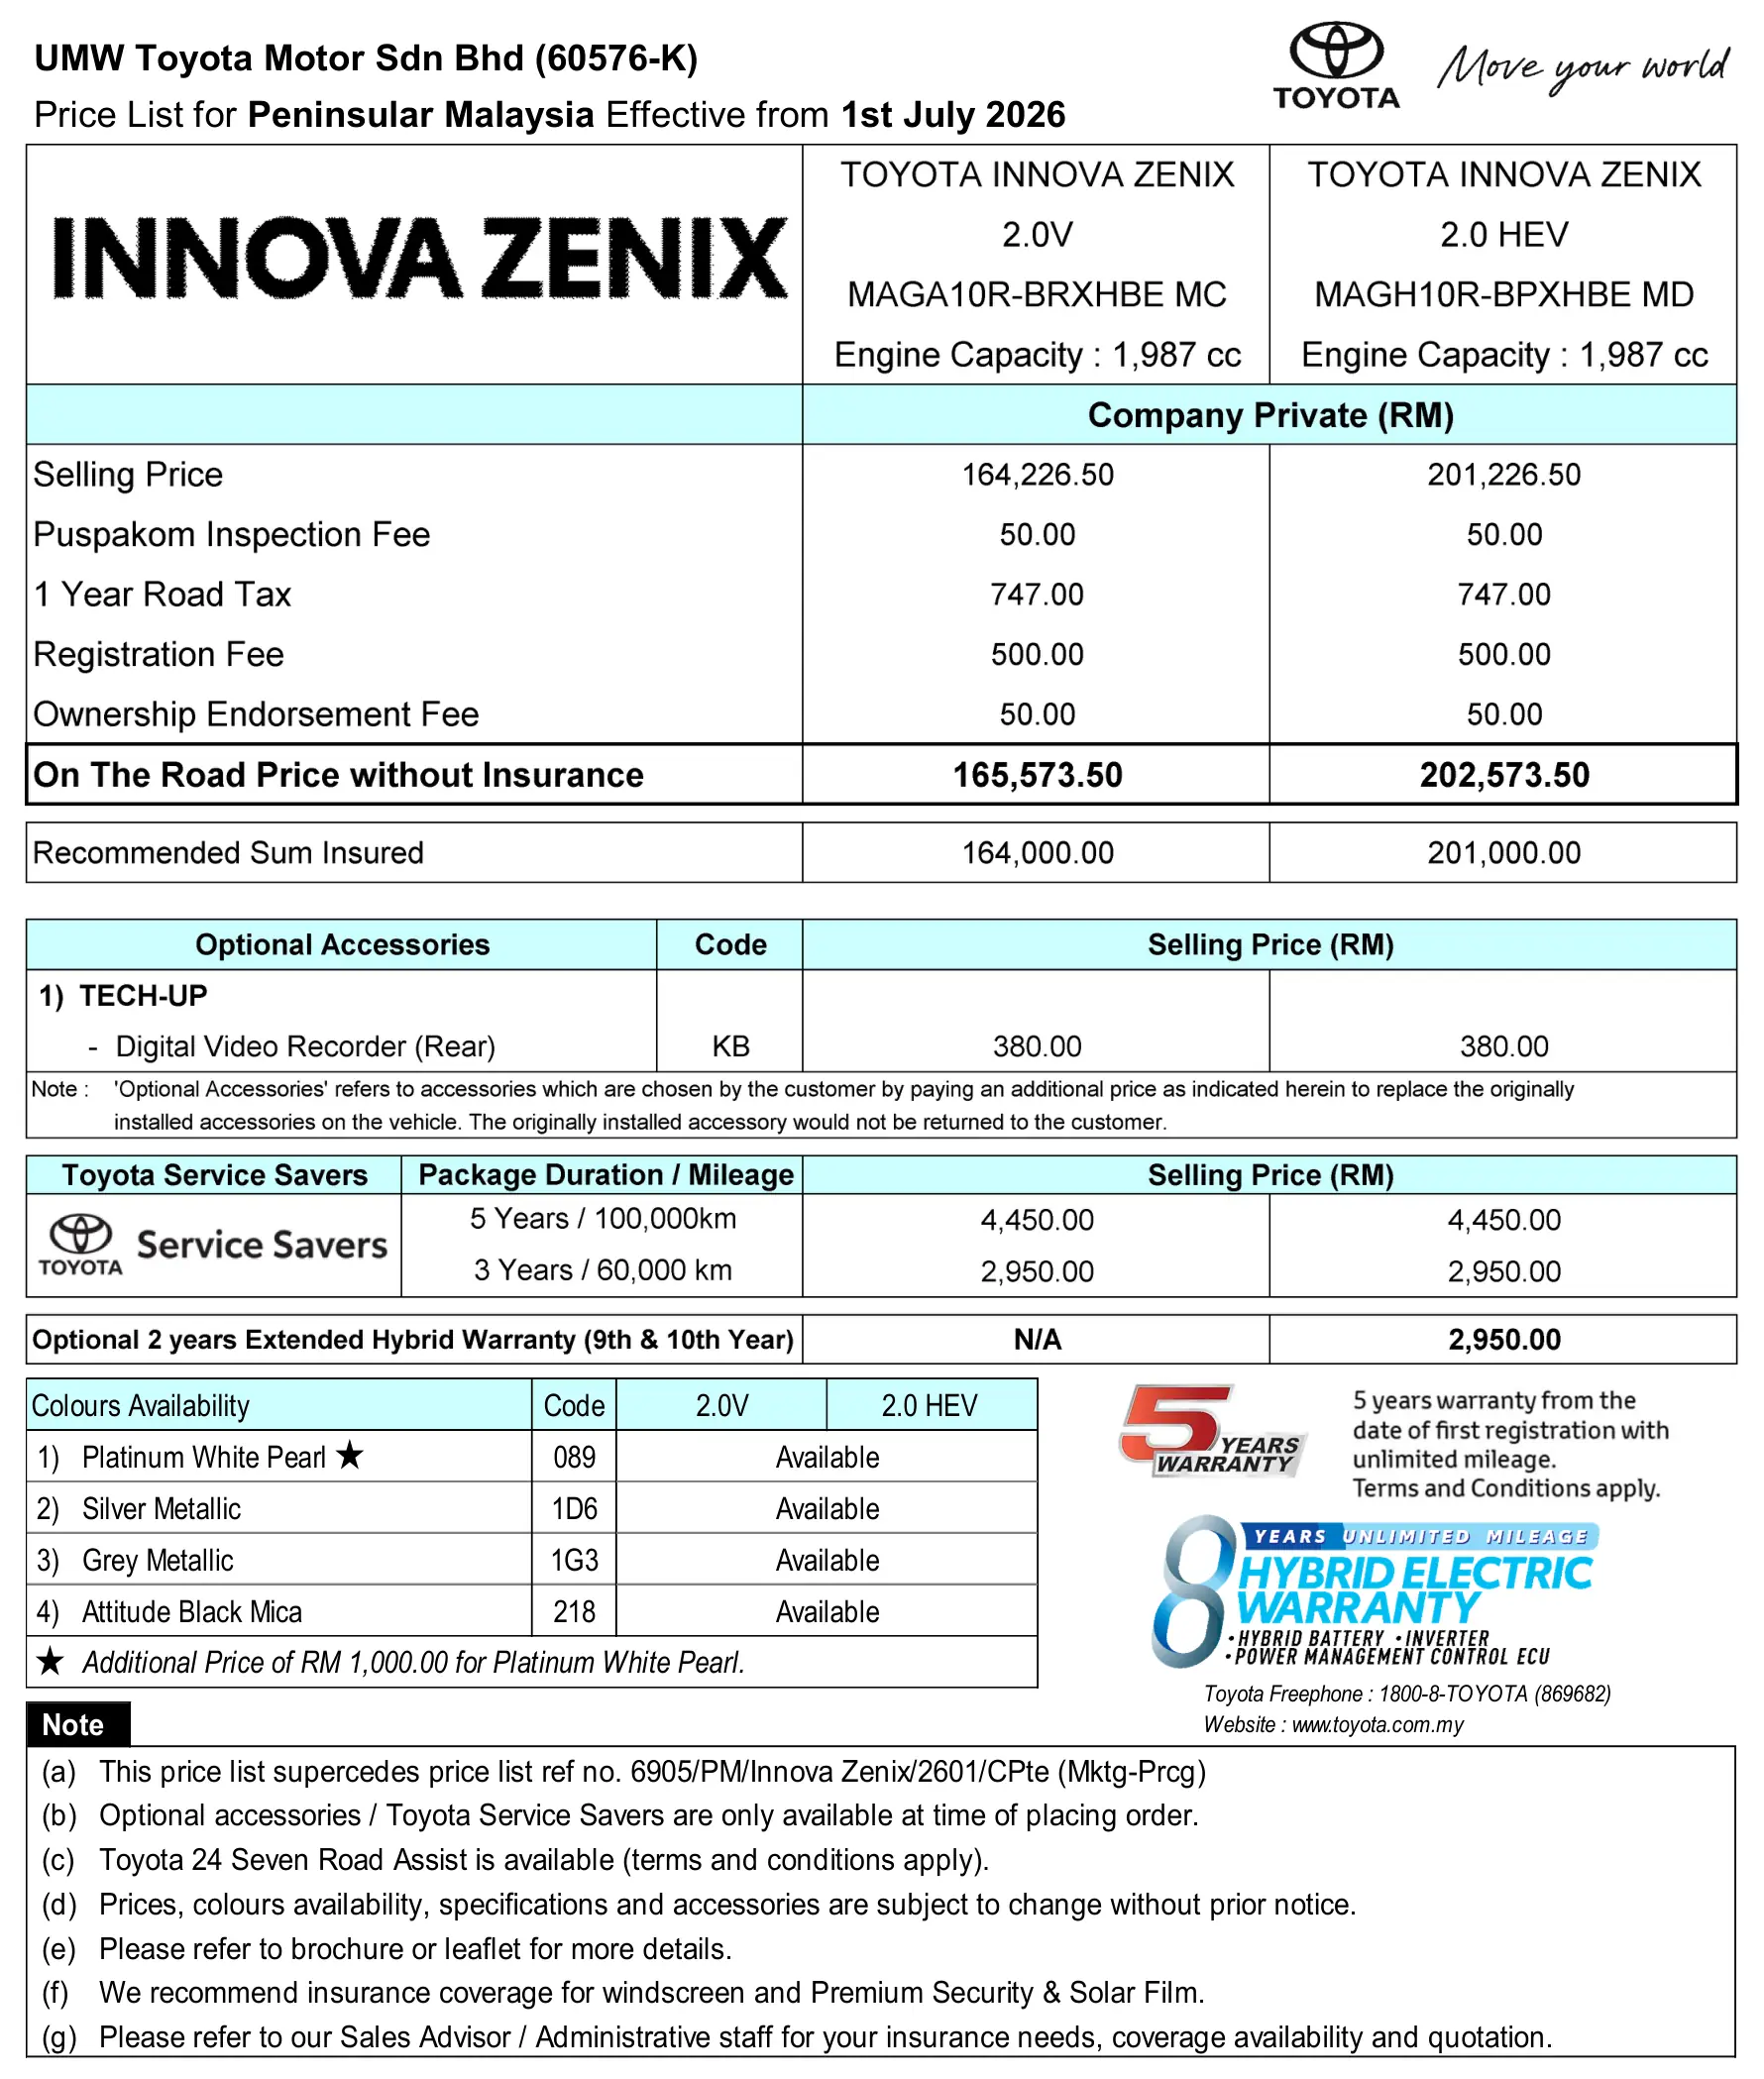 UMW Toyota Motor Sdn Bhd (60576-K)
Price List for Peninsular Malaysia Effective from 1st July 2026
TOYOTA
Move your world
INNOVA ZENIX
TOYOTA INNOVA ZENIX
2.0V
MAGA10R-BRXHBE MC
Engine Capacity : 1,987 cc
TOYOTA INNOVA ZENIX
2.0 HEV
MAGH10R-BPXHBE MD
Engine Capacity : 1,987 cc
Company Private (RM)
Selling Price 164,226.50 201,226.50
Puspakom Inspection Fee 50.00 50.00
1 Year Road Tax 747.00 747.00
Registration Fee 500.00 500.00
Ownership Endorsement Fee 50.00 50.00
On The Road Price without Insurance 165,573.50 202,573.50
Recommended Sum Insured 164,000.00 201,000.00
Optional Accessories Code Selling Price (RM)
1) TECH-UP
- Digital Video Recorder (Rear) KB 380.00 380.00
Note : 'Optional Accessories' refers to accessories which are chosen by the customer by paying an additional price as indicated herein to replace the originally
installed accessories on the vehicle. The originally installed accessory would not be returned to the customer.
Toyota Service Savers Package Duration / Mileage Selling Price (RM)
TOYOTA Service Savers
5 Years / 100,000km 4,450.00 4,450.00
3 Years / 60,000 km 2,950.00 2,950.00
Optional 2 years Extended Hybrid Warranty (9th & 10th Year) N/A 2,950.00
Colours Availability Code 2.0V 2.0 HEV
1) Platinum White Pearl ★ 089 Available
2) Silver Metallic 1D6 Available
3) Grey Metallic 1G3 Available
4) Attitude Black Mica 218 Available
★ Additional Price of RM 1,000.00 for Platinum White Pearl.
5 YEARS
WARRANTY
5 years warranty from the
date of first registration with
unlimited mileage.
Terms and Conditions apply.
8 YEARS UNLIMITED MILEAGE
HYBRID ELECTRIC
WARRANTY
• HYBRID BATTERY • INVERTER
• POWER MANAGEMENT CONTROL ECU
Toyota Freephone : 1800-8-TOYOTA (869682)
Website : www.toyota.com.my
Note
(a) This price list supercedes price list ref no. 6905/PM/Innova Zenix/2601/CPte (Mktg-Prcg)
(b) Optional accessories / Toyota Service Savers are only available at time of placing order.
(c) Toyota 24 Seven Road Assist is available (terms and conditions apply).
(d) Prices, colours availability, specifications and accessories are subject to change without prior notice.
(e) Please refer to brochure or leaflet for more details.
(f) We recommend insurance coverage for windscreen and Premium Security & Solar Film.
(g) Please refer to our Sales Advisor / Administrative staff for your insurance needs, coverage availability and quotation.